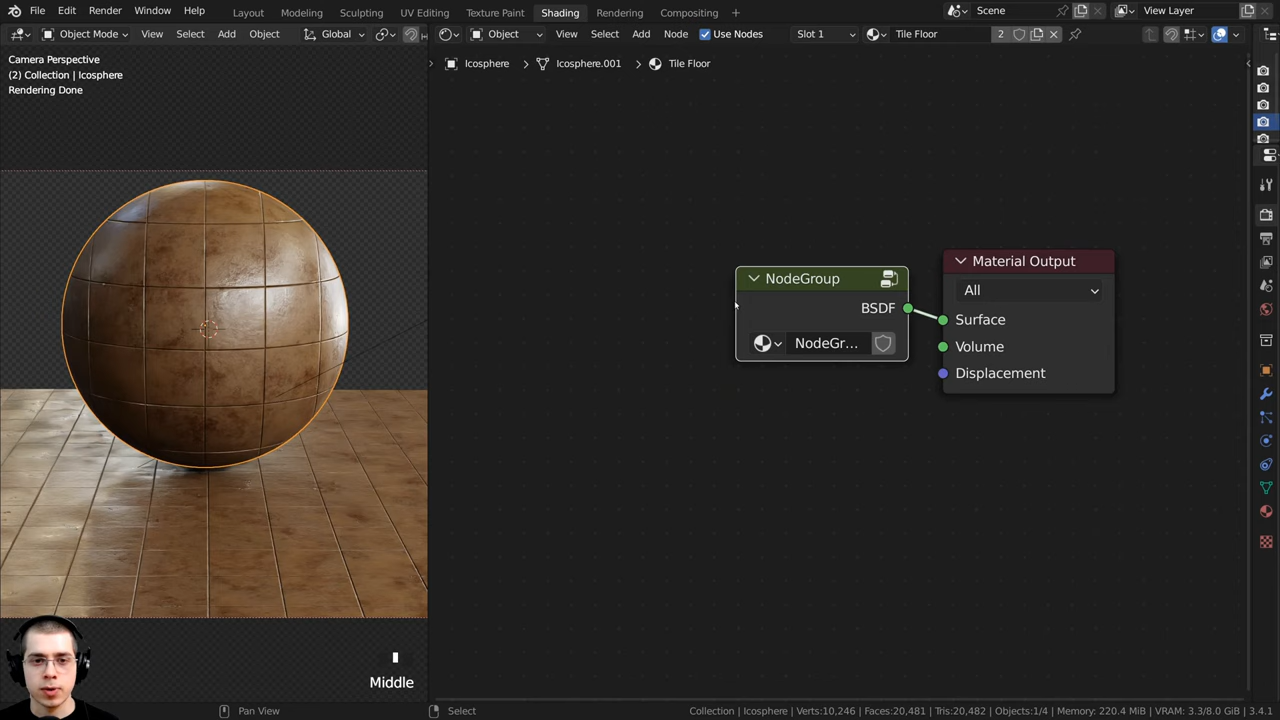 File Edit Render Window Help Layout Modeling Sculpting UV Editing Texture Paint Shading Rendering Compositing + Scene View Layer
Object Mode View Select Add Object Global Object View Select Add Node Use Nodes Slot 1 Tile Floor 2
Camera Perspective
(2) Collection | Icosphere
Rendering Done
Icosphere > Icosphere.001 > Tile Floor
NodeGroup
BSDF
NodeGr...
Material Output
All
Surface
Volume
Displacement
Middle
Pan View Select Collection | Icosphere | Verts:10,246 | Faces:20,481 | Tris:20,482 | Objects:1/4 | Memory: 220.4 MiB | VRAM: 3.3/8.0 GiB | 3.4.1